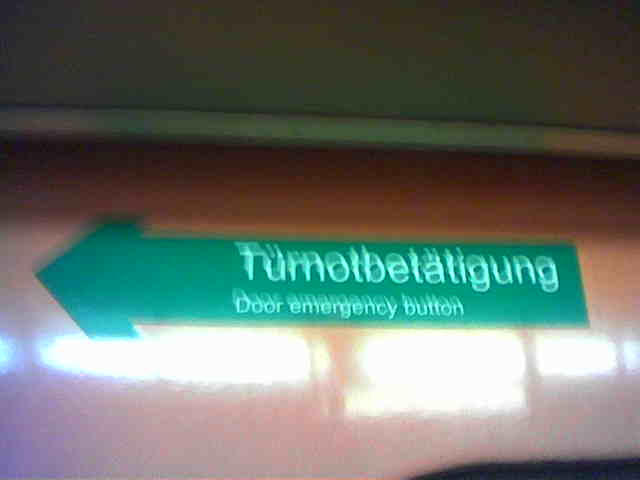 Türnotbetätigung
Door emergency button